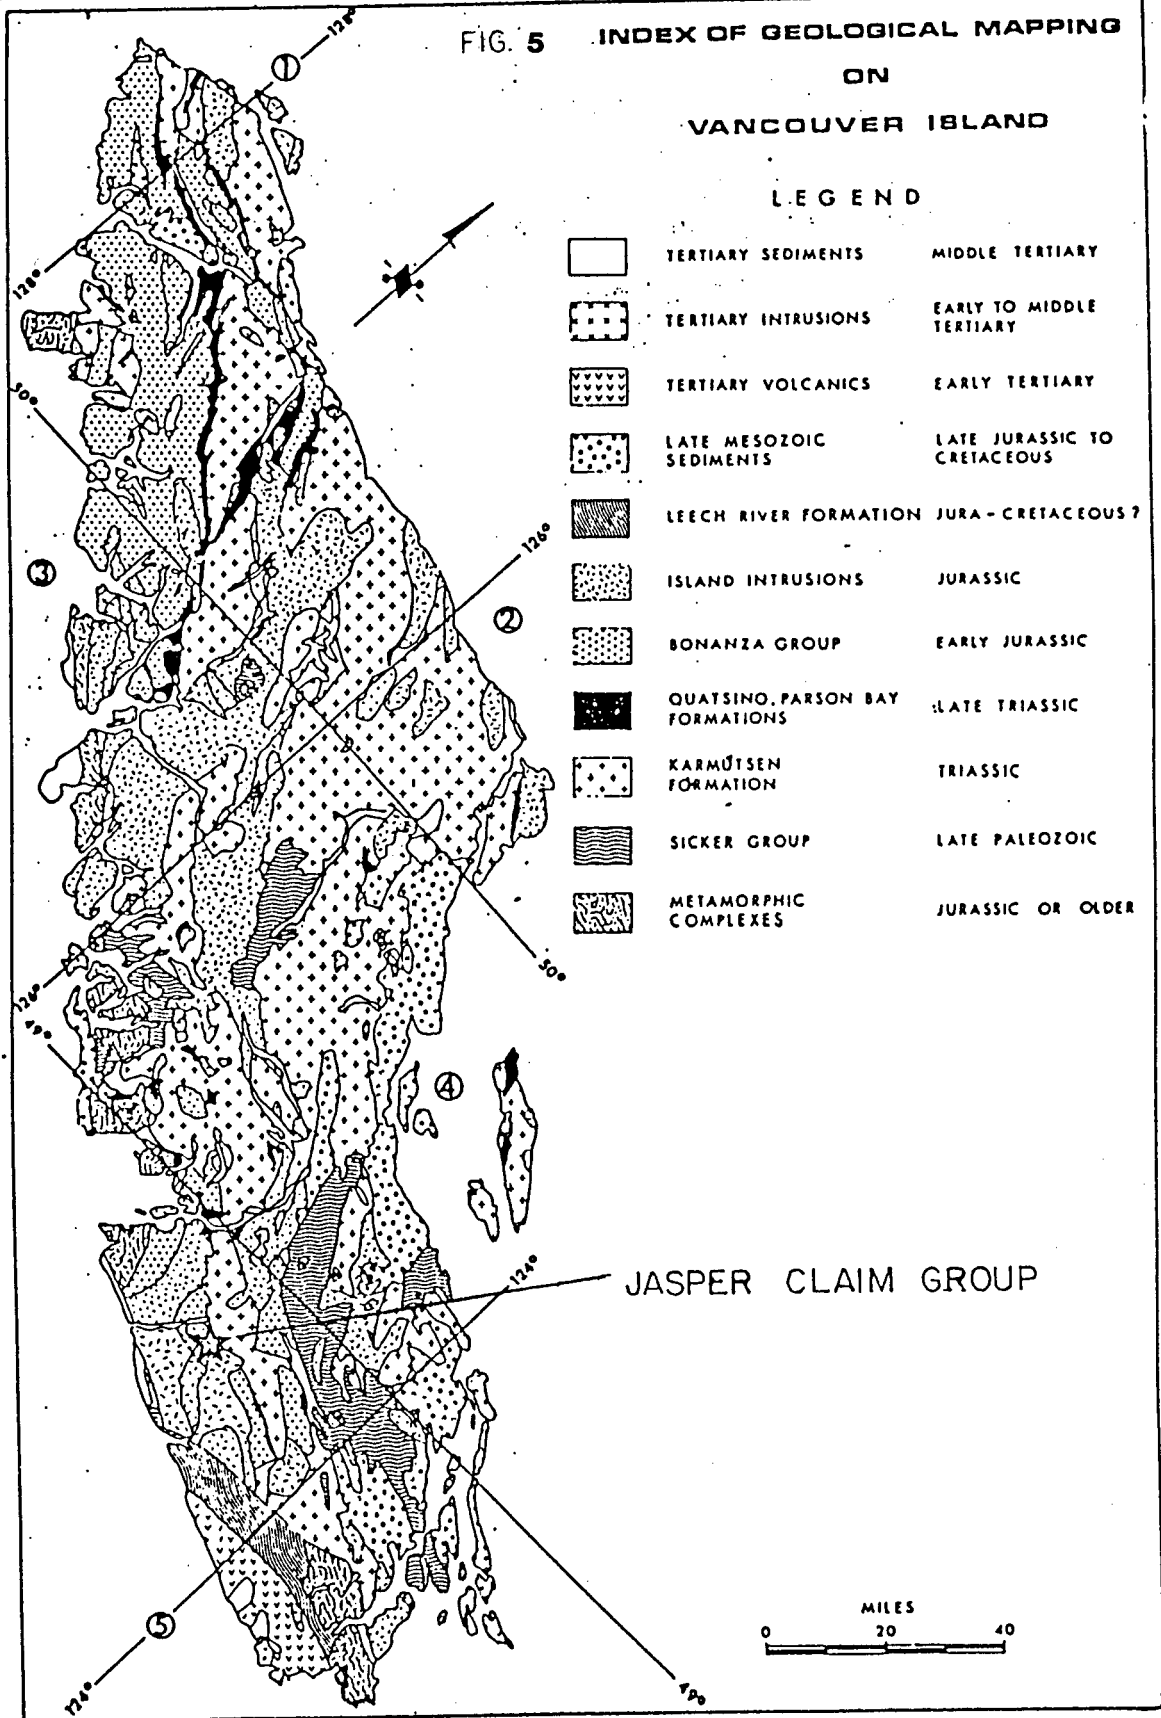 FIG. 5 INDEX OF GEOLOGICAL MAPPING
ON
VANCOUVER ISLAND
LEGEND
TERTIARY SEDIMENTS MIDDLE TERTIARY
TERTIARY INTRUSIONS EARLY TO MIDDLE
TERTIARY
TERTIARY VOLCANICS EARLY TERTIARY
LATE MESOZOIC LATE JURASSIC TO
SEDIMENTS CRETACEOUS
LEECH RIVER FORMATION JURA-CRETACEOUS?
ISLAND INTRUSIONS JURASSIC
BONANZA GROUP EARLY JURASSIC
QUATSINO, PARSON BAY LATE TRIASSIC
FORMATIONS
KARMUTSEN TRIASSIC
FORMATION
SICKER GROUP LATE PALEOZOIC
METAMORPHIC JURASSIC OR OLDER
COMPLEXES
128°
1
128°
50°
3
126°
2
50°
126°
49°
4
124°
JASPER CLAIM GROUP
5
124°
49°
MILES
0 20 40